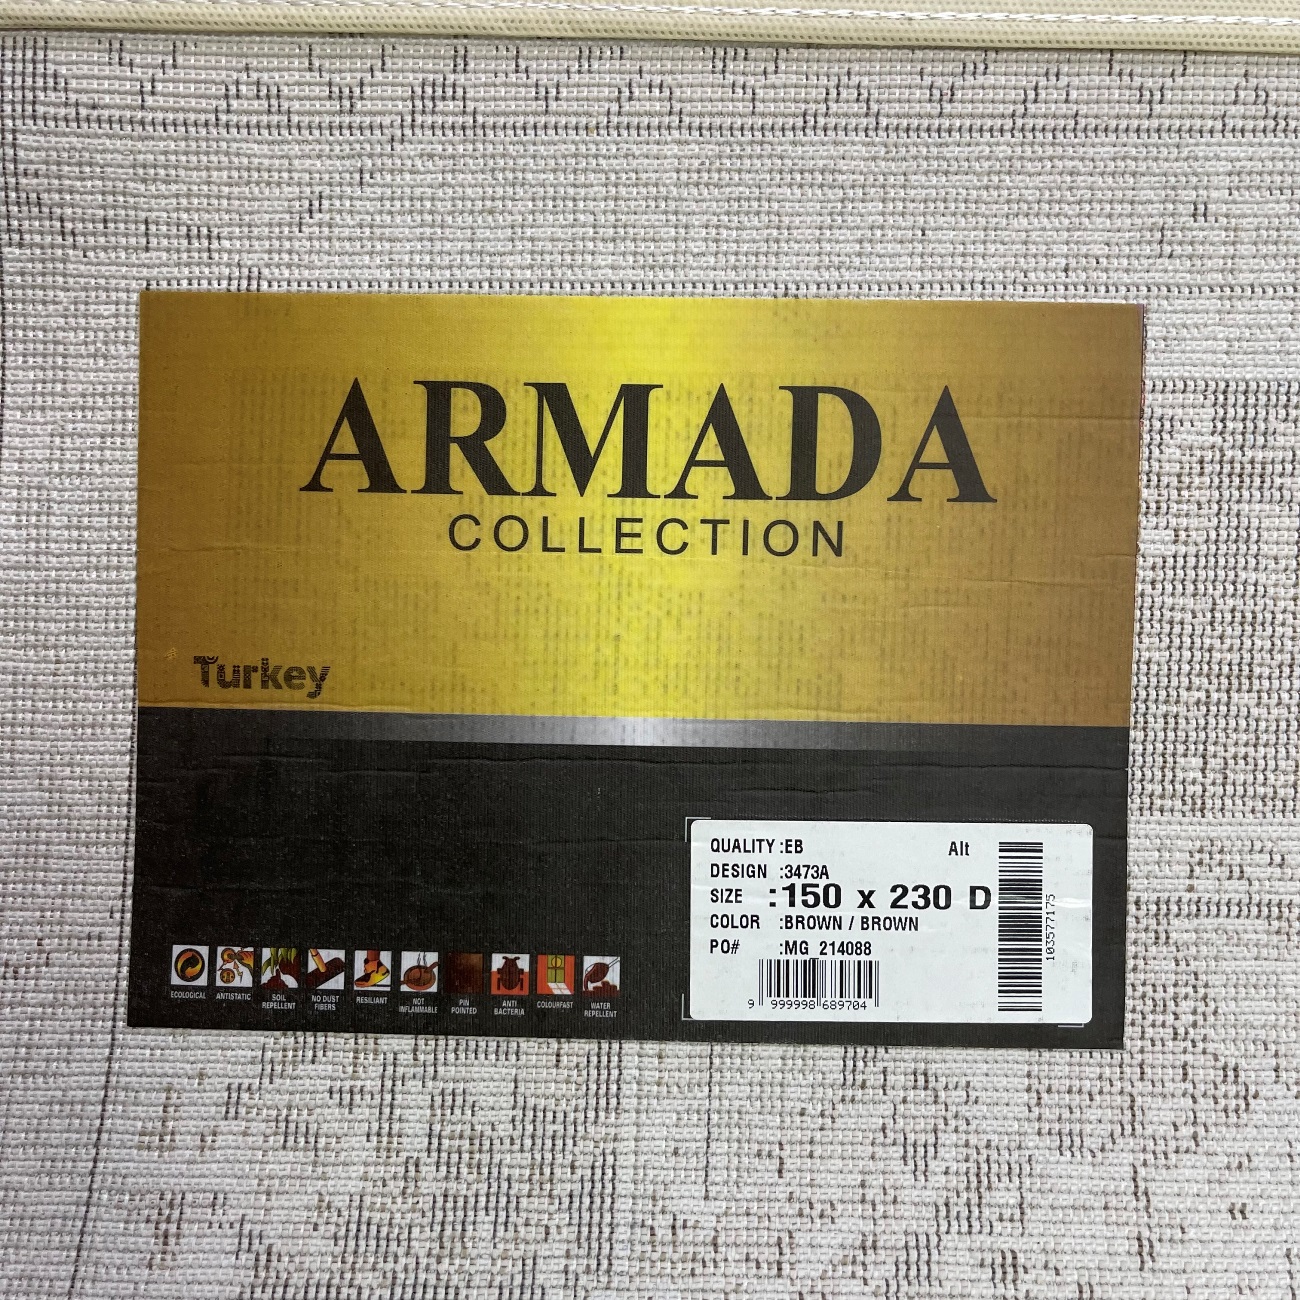 ARMADA
COLLECTION
Turkey
QUALITY :EB Alt
DESIGN :3473A
SIZE :150 x 230 D
COLOR :BROWN / BROWN
PO# :MG 214088
9 999998 689704
103577175
ECOLOGICAL
ANTISTATIC
SOIL
REPELLENT
NO DUST
FIBERS
RESILIANT
NOT
INFLAMMABLE
PIN
POINTED
ANTI
BACTERIA
COLOURFAST
WATER
REPELLENT